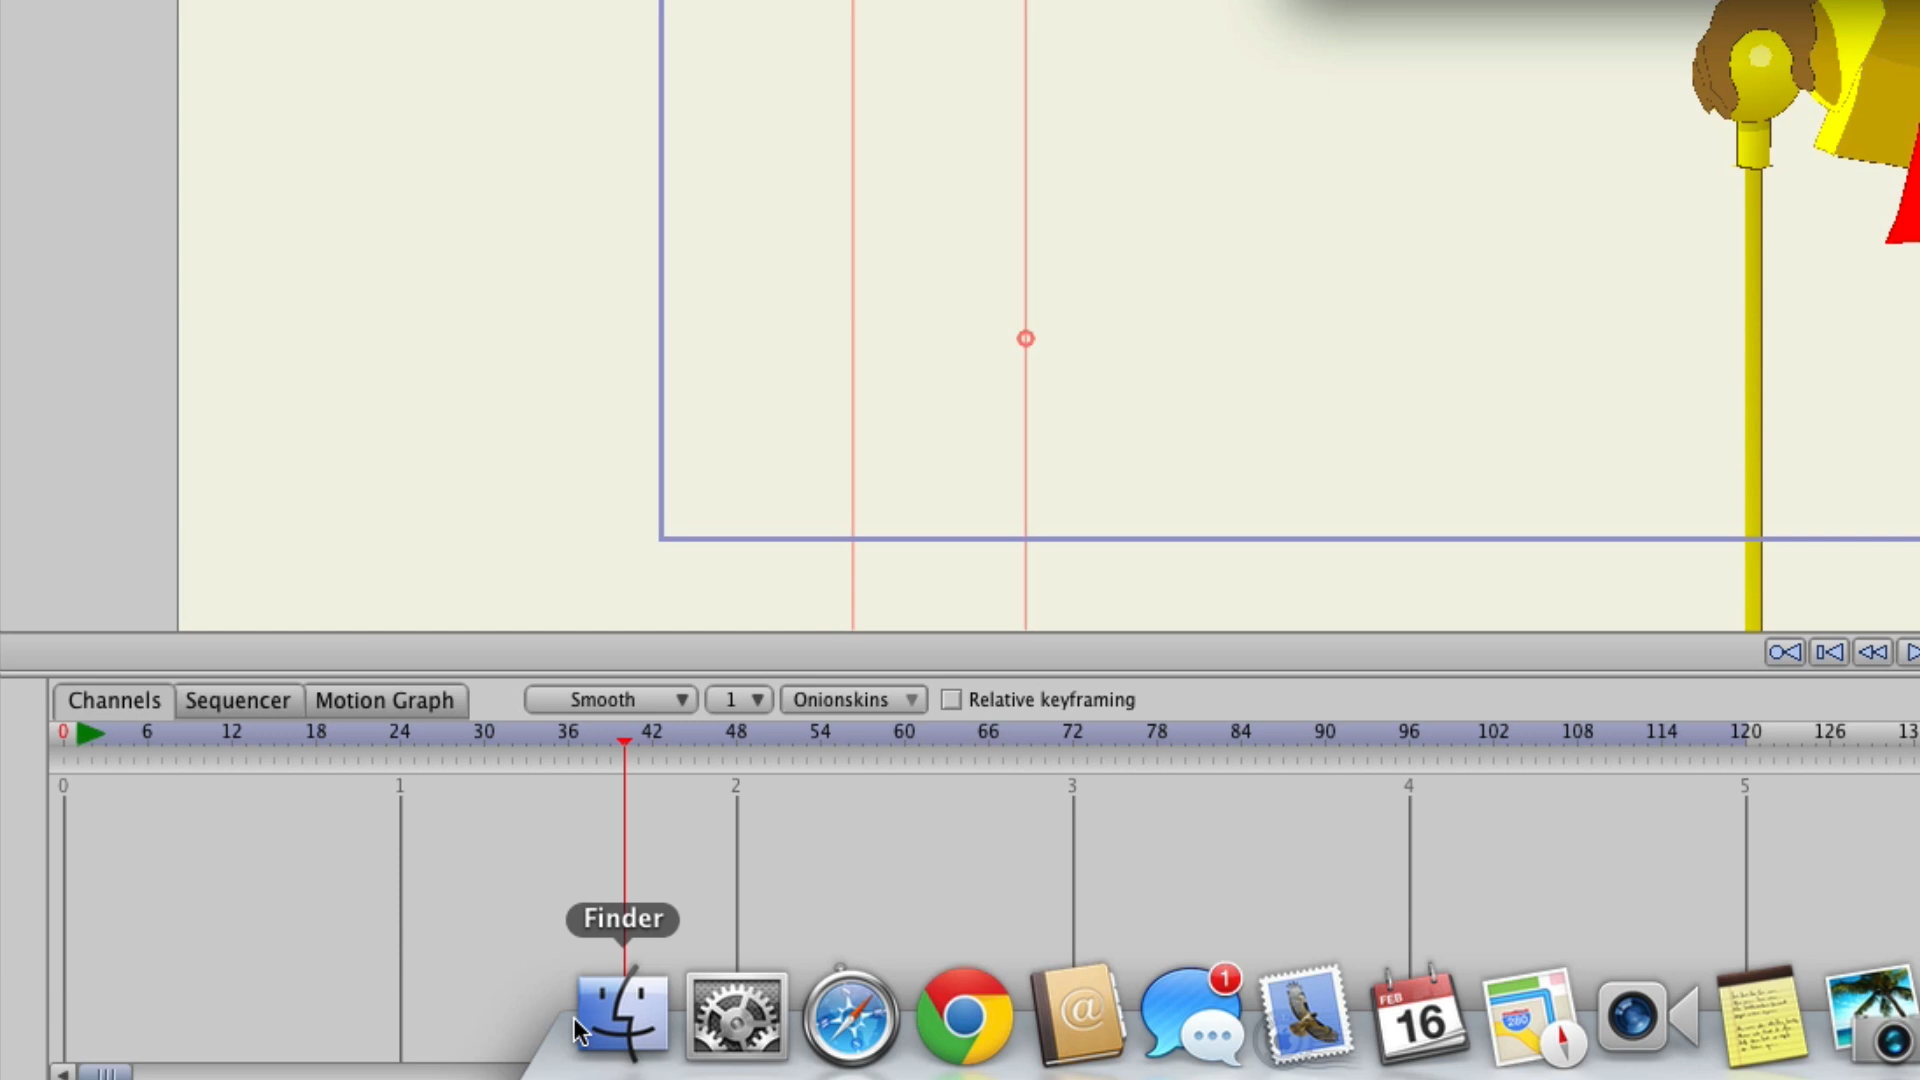 Channels Sequencer Motion Graph Smooth 1 Onionskins Relative keyframing
0 6 12 18 24 30 36 42 48 54 60 66 72 78 84 90 96 102 108 114 120 126 13
0 1 2 3 4 5
Finder
1
@
FEB
16
280